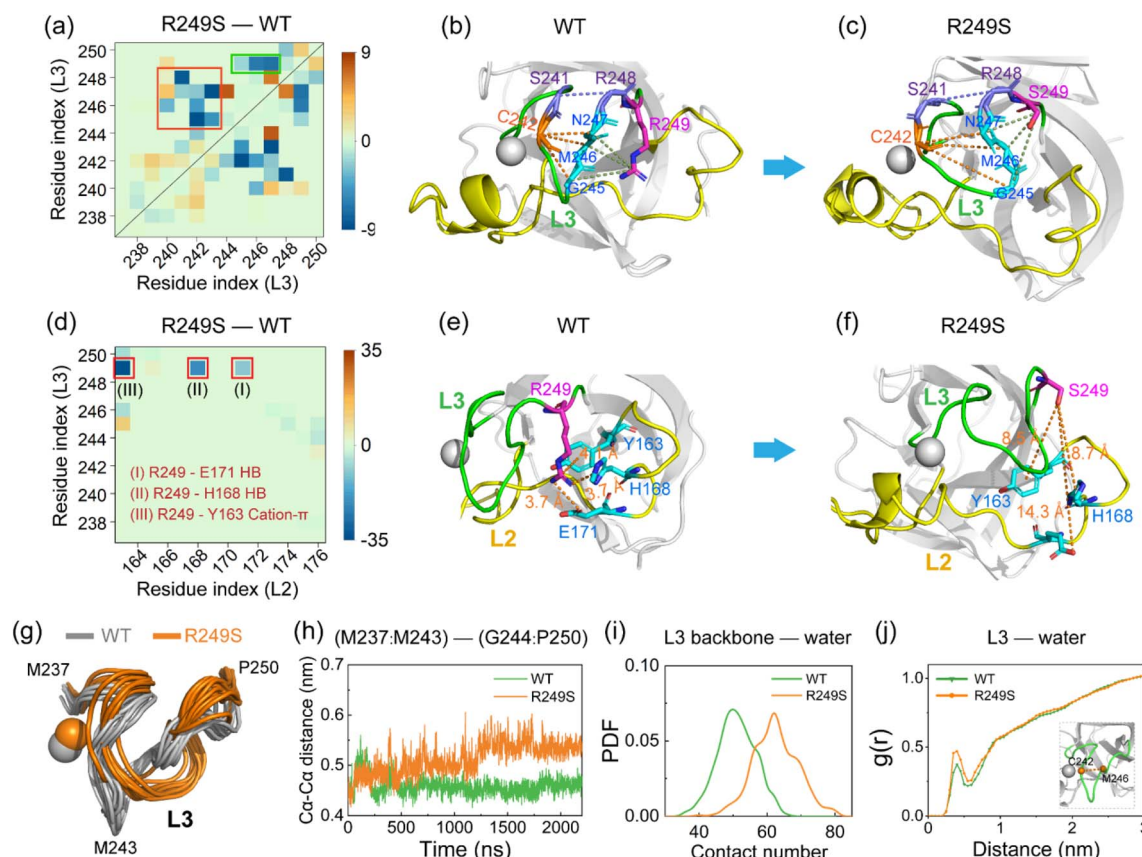 (a) R249S — WT
250
248
246
244
242
240
238
Residue index (L3)
238 240 242 244 246 248 250
Residue index (L3)
9
0
-9
(b) WT
S241
R248
C242
N247
R249
M246
G245
L3
(c) R249S
R248
S241
S249
N247
C242
M246
G245
L3
(d) R249S — WT
250
248
246
244
242
240
238
Residue index (L3)
(III) (II) (I)
(I) R249 - E171 HB
(II) R249 - H168 HB
(III) R249 - Y163 Cation-π
164 166 168 170 172 174 176
Residue index (L2)
35
0
-35
(e) WT
L3
R249
Y163
3.7 Å
3.7 Å
H168
E171
L2
(f) R249S
L3
S249
8.7 Å
Y163
14.3 Å
H168
L2
(g) WT R249S
M237
P250
L3
M243
(h) (M237:M243) — (G244:P250)
Cα-Cα distance (nm)
0.7
0.6
0.5
0.4
WT
R249S
0 500 1000 1500 2000
Time (ns)
(i) L3 backbone — water
PDF
0.10
0.05
0.00
WT
R249S
40 60 80
Contact number
(j) L3 — water
g(r)
1.0
0.5
0.0
WT
R249S
C242
M246
0 1 2 3
Distance (nm)